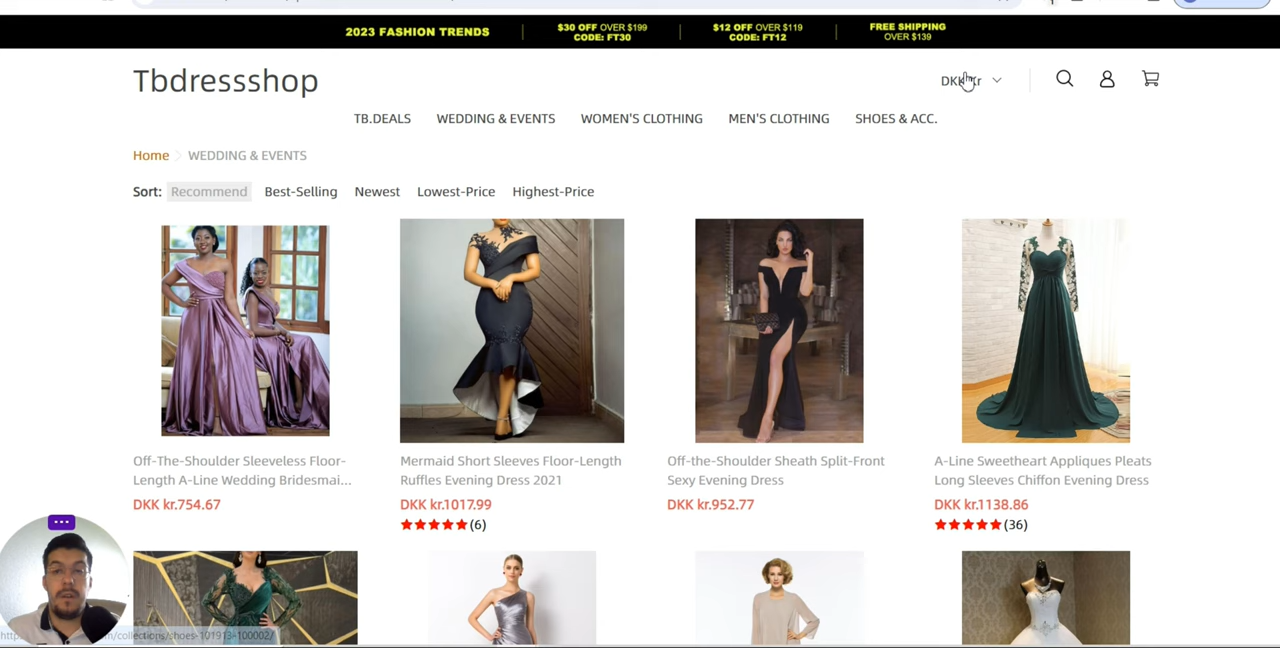 2023 FASHION TRENDS
$30 OFF OVER $199
CODE: FT30
$12 OFF OVER $119
CODE: FT12
FREE SHIPPING
OVER $139
Tbdressshop
DKK kr
TB.DEALS
WEDDING & EVENTS
WOMEN'S CLOTHING
MEN'S CLOTHING
SHOES & ACC.
Home
WEDDING & EVENTS
Sort: Recommend Best-Selling Newest Lowest-Price Highest-Price
Off-The-Shoulder Sleeveless Floor-
Length A-Line Wedding Bridesmai...
DKK kr.754.67
Mermaid Short Sleeves Floor-Length
Ruffles Evening Dress 2021
DKK kr.1017.99
(6)
Off-the-Shoulder Sheath Split-Front
Sexy Evening Dress
DKK kr.952.77
A-Line Sweetheart Appliques Pleats
Long Sleeves Chiffon Evening Dress
DKK kr.1138.86
(36)
com/collections/shoes-101913-100002/